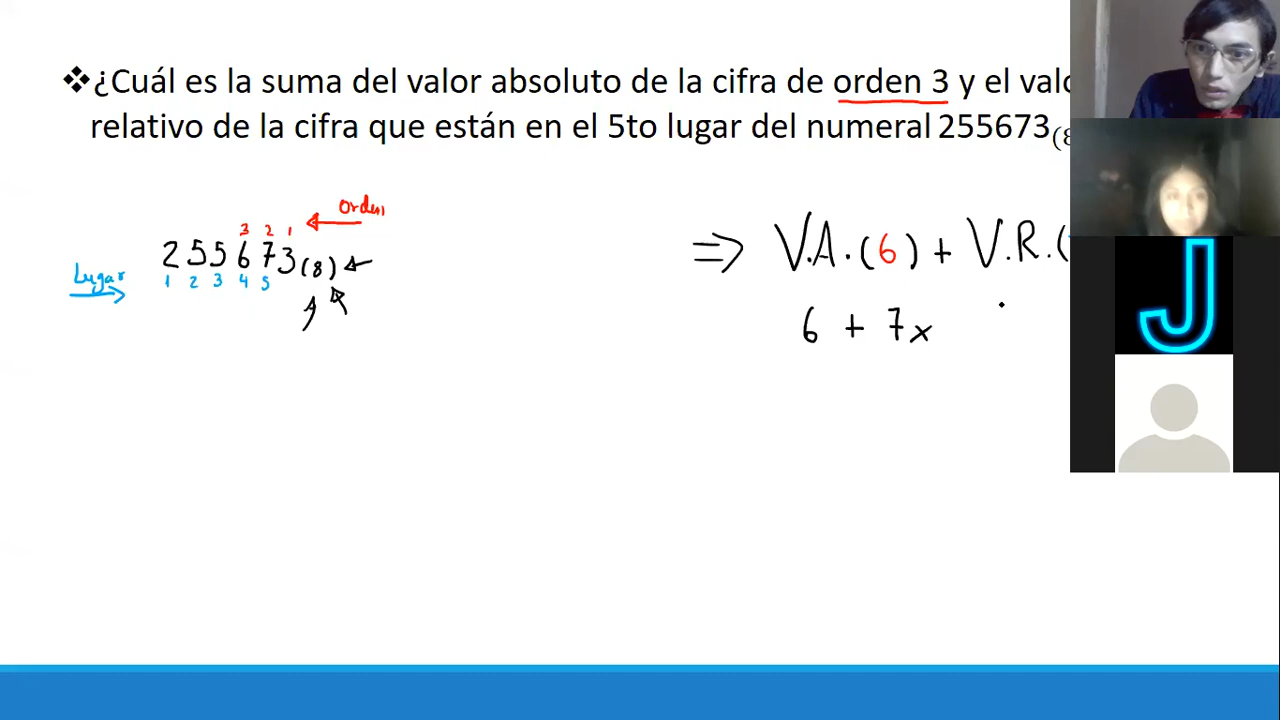 ❖¿Cuál es la suma del valor absoluto de la cifra de orden 3 y el
relativo de la cifra que están en el 5to lugar del numeral 255673(8
Orden
3 2 1
255673(8)
Lugar
1 2 3 4 5
⇒ V.A.(6) + V.R.(
6 + 7x
J